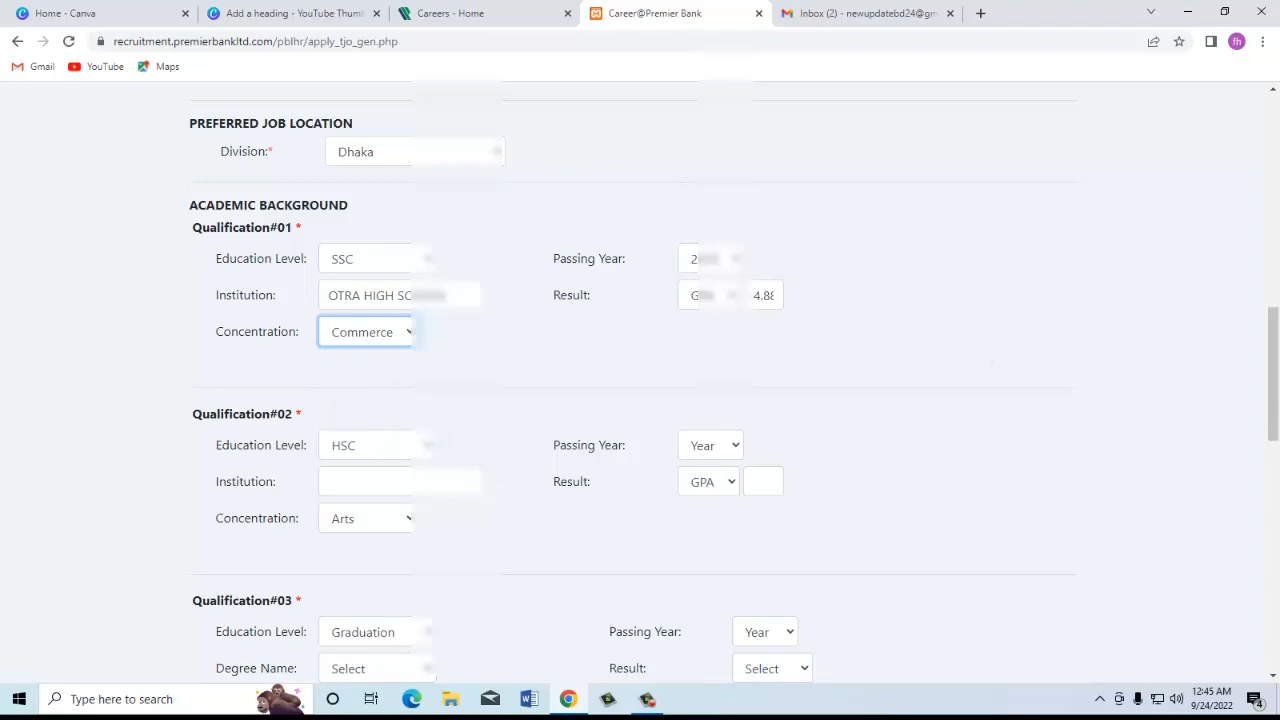 Home - Canva
Add a heading - YouTube Thum
Careers - Home
Career@Premier Bank
Inbox (2) - newupdatebd24@gm
recruitment.premierbankltd.com/pblhr/apply_tjo_gen.php
fh
Gmail YouTube Maps
PREFERRED JOB LOCATION
Division:* Dhaka
ACADEMIC BACKGROUND
Qualification#01 *
Education Level: SSC Passing Year: 2
Institution: OTRA HIGH Result: 4.88
Concentration: Commerce
Qualification#02 *
Education Level: HSC Passing Year: Year
Institution: Result: GPA
Concentration: Arts
Qualification#03 *
Education Level: Graduation Passing Year: Year
Degree Name: Select Result: Select
Type here to search
12:45 AM
9/24/2022
4